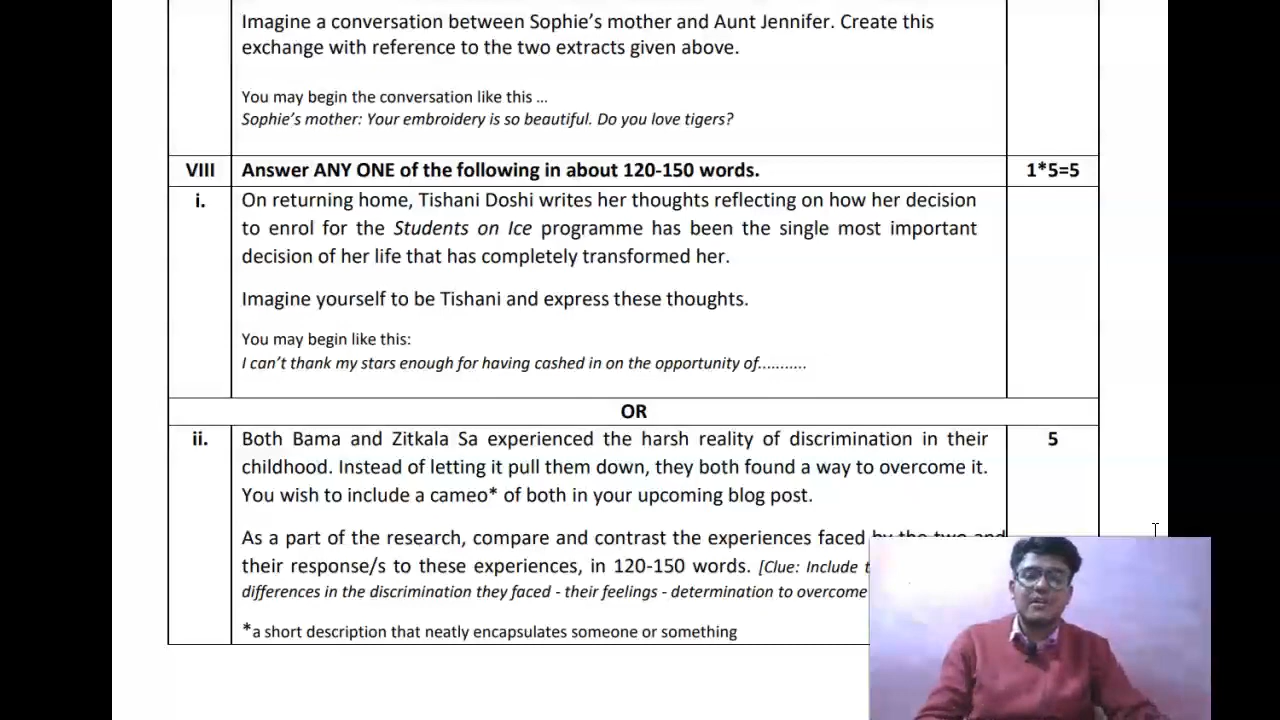 Imagine a conversation between Sophie's mother and Aunt Jennifer. Create this
exchange with reference to the two extracts given above.
You may begin the conversation like this …
Sophie's mother: Your embroidery is so beautiful. Do you love tigers?
VIII Answer ANY ONE of the following in about 120-150 words. 1*5=5
i. On returning home, Tishani Doshi writes her thoughts reflecting on how her decision
to enrol for the Students on Ice programme has been the single most important
decision of her life that has completely transformed her.
Imagine yourself to be Tishani and express these thoughts.
You may begin like this:
I can't thank my stars enough for having cashed in on the opportunity of..........
OR
ii. Both Bama and Zitkala Sa experienced the harsh reality of discrimination in their 5
childhood. Instead of letting it pull them down, they both found a way to overcome it.
You wish to include a cameo* of both in your upcoming blog post.
As a part of the research, compare and contrast the experiences faced by the two and
their response/s to these experiences, in 120-150 words. [Clue: Include
differences in the discrimination they faced - their feelings - determination to overcome
*a short description that neatly encapsulates someone or something